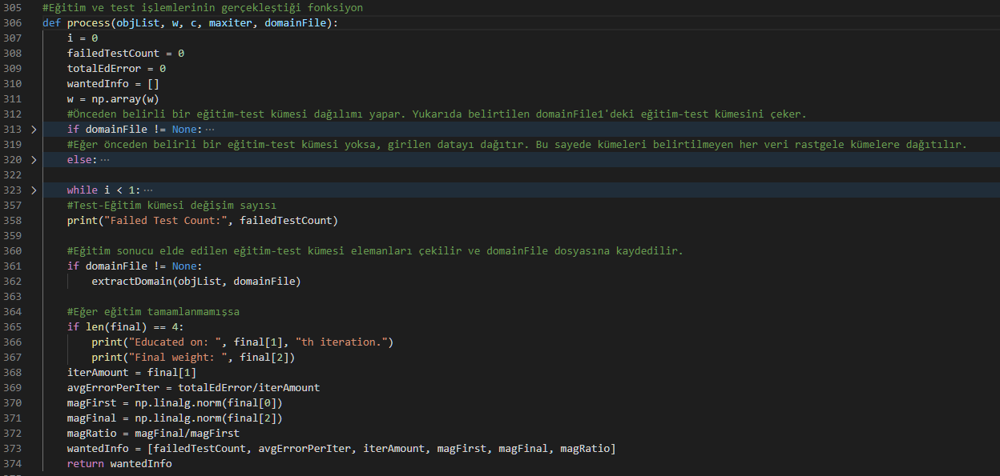 305 #Eğitim ve test işlemlerinin gerçekleştiği fonksiyon
306 def process(objList, w, c, maxiter, domainFile):
307     i = 0
308     failedTestCount = 0
309     totalEdError = 0
310     wantedInfo = []
311     w = np.array(w)
312     #Önceden belirli bir eğitim-test kümesi dağılımı yapar. Yukarıda belirtilen domainFile1'deki eğitim-test kümesini çeker.
313 >     if domainFile != None: ···
319     #Eğer önceden belirli bir eğitim-test kümesi yoksa, girilen datayı dağıtır. Bu sayede kümeleri belirtilmeyen her veri rastgele kümelere dağıtılır.
320 >     else: ···
322
323 >     while i < 1: ···
357     #Test-Eğitim kümesi değişim sayısı
358     print("Failed Test Count:", failedTestCount)
359
360     #Eğitim sonucu elde edilen eğitim-test kümesi elemanları çekilir ve domainFile dosyasına kaydedilir.
361     if domainFile != None:
362         extractDomain(objList, domainFile)
363
364     #Eğer eğitim tamamlanmamışsa
365     if len(final) == 4:
366         print("Educated on: ", final[1], "th iteration.")
367         print("Final weight: ", final[2])
368     iterAmount = final[1]
369     avgErrorPerIter = totalEdError/iterAmount
370     magFirst = np.linalg.norm(final[0])
371     magFinal = np.linalg.norm(final[2])
372     magRatio = magFinal/magFirst
373     wantedInfo = [failedTestCount, avgErrorPerIter, iterAmount, magFirst, magFinal, magRatio]
374     return wantedInfo